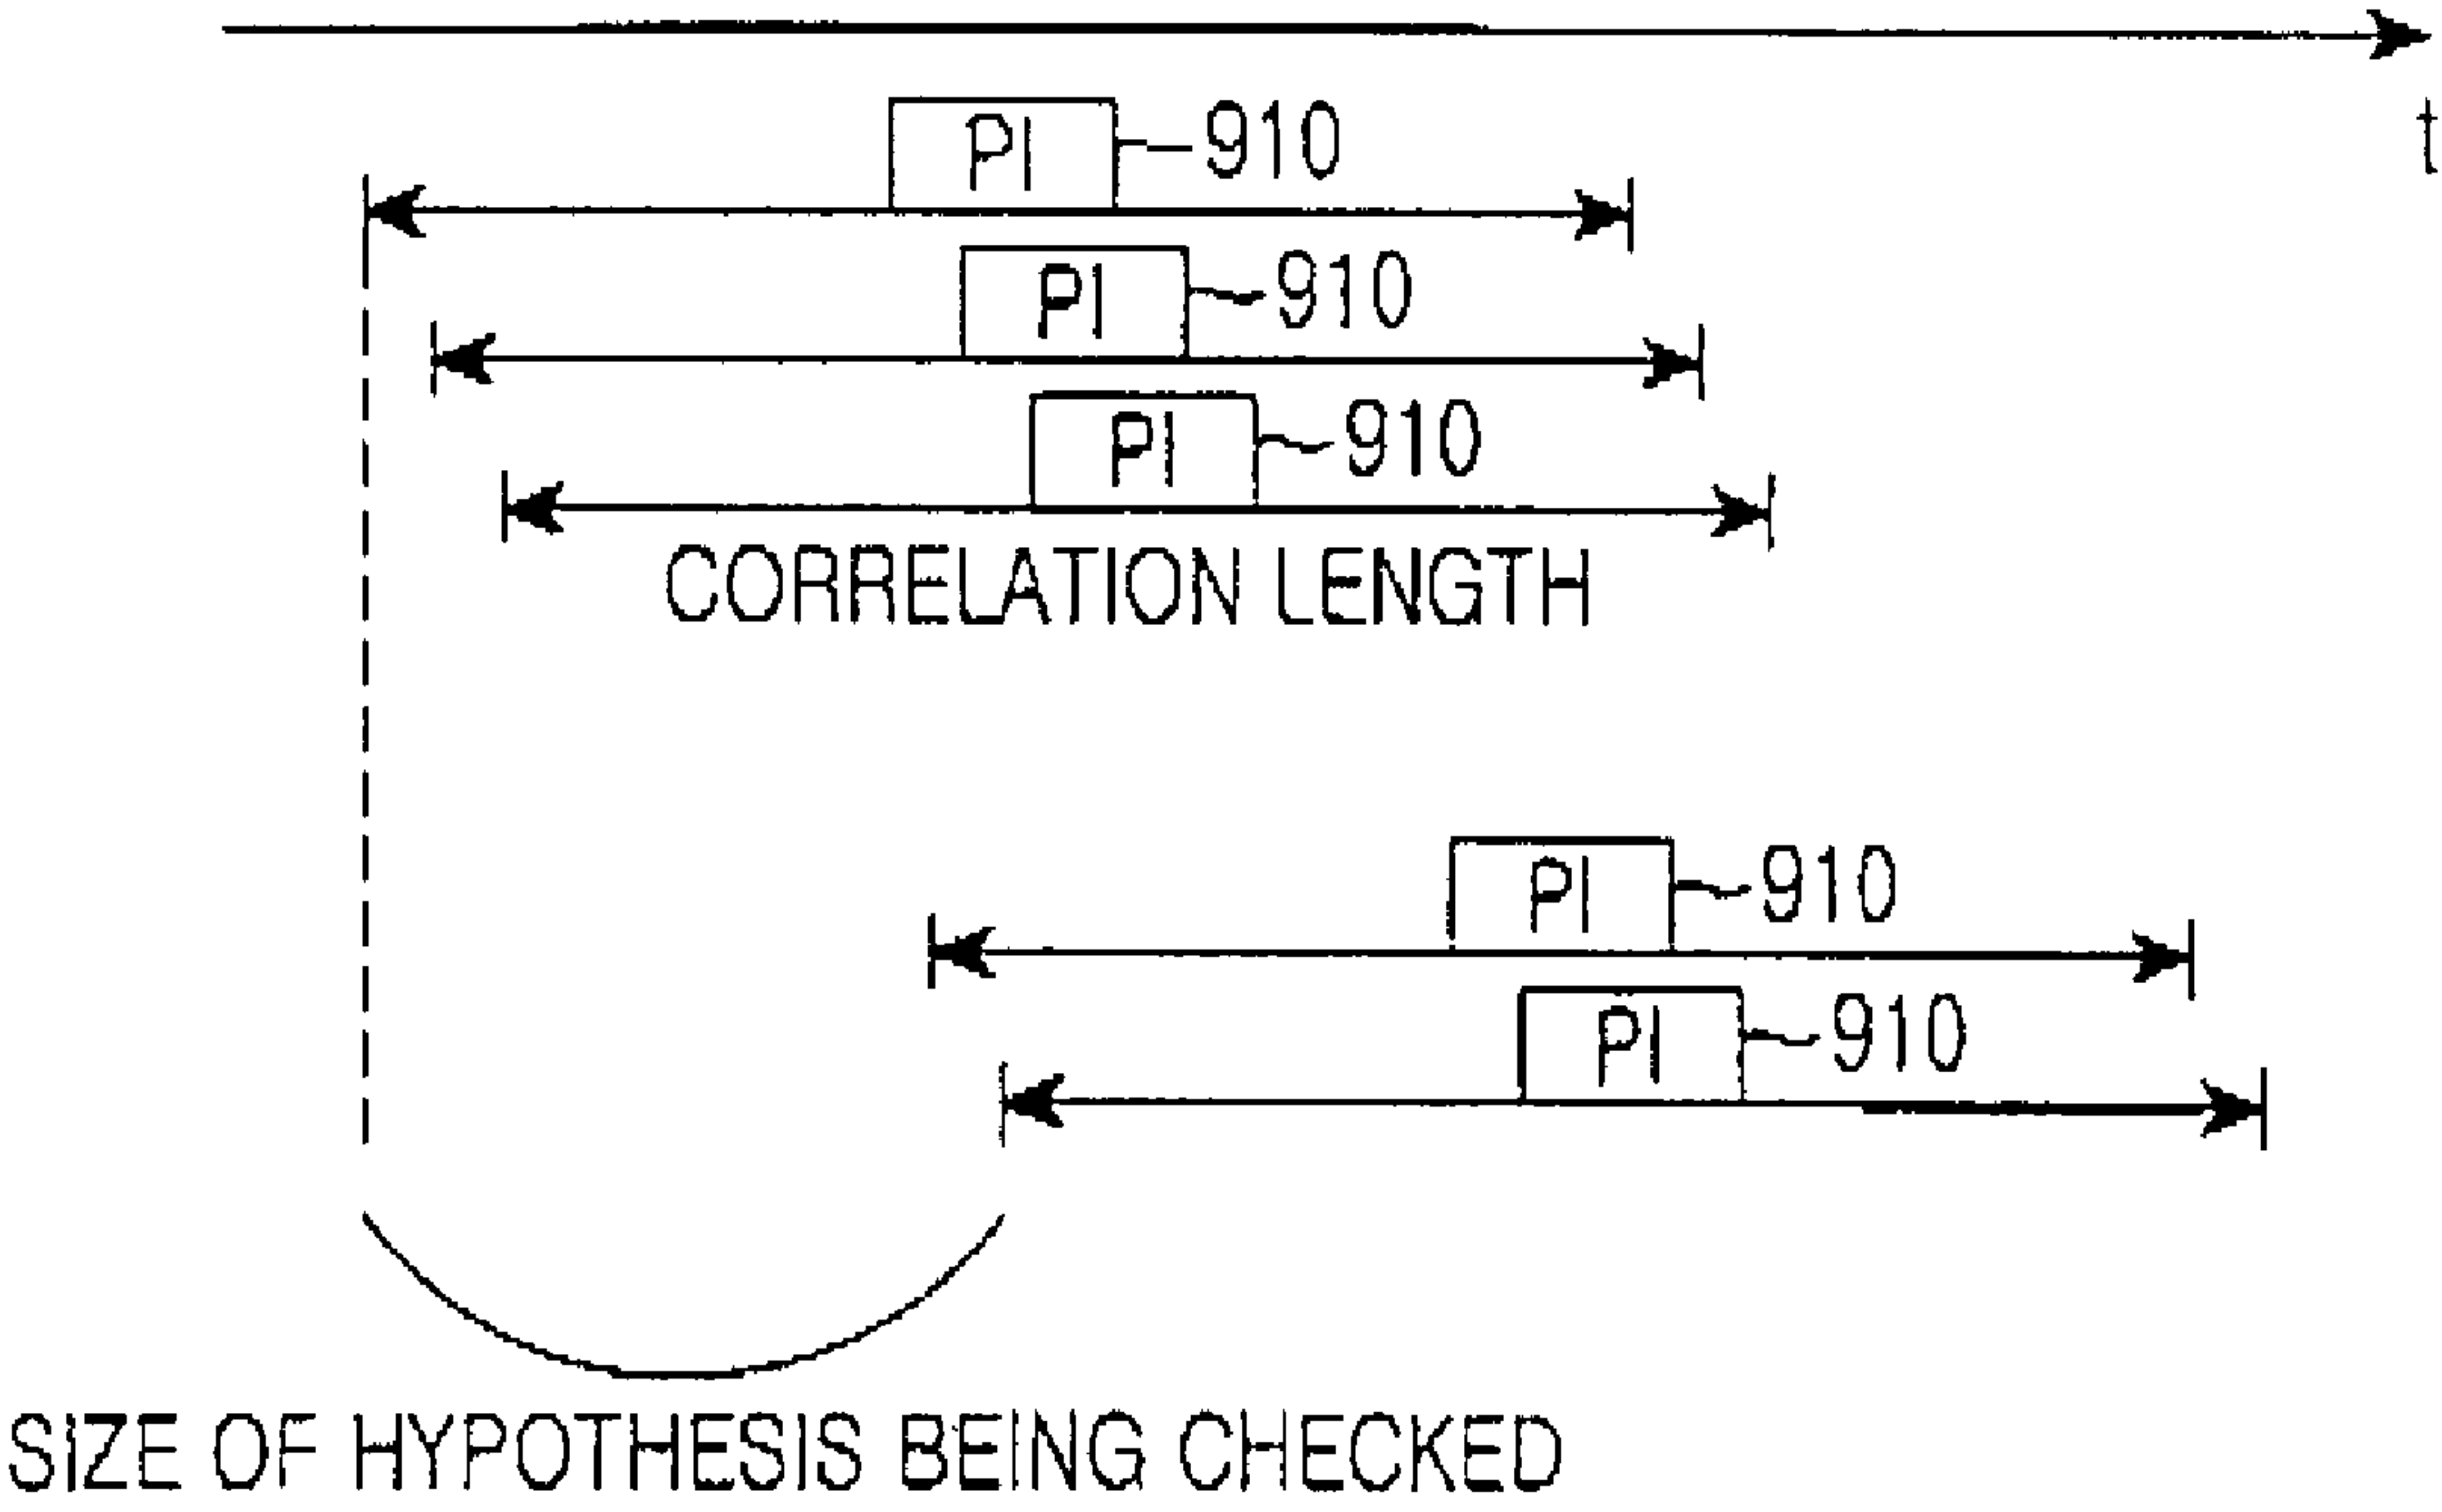 PI 910
t
PI 910
PI 910
CORRELATION LENGTH
PI 910
PI 910
SIZE OF HYPOTHESIS BEING CHECKED